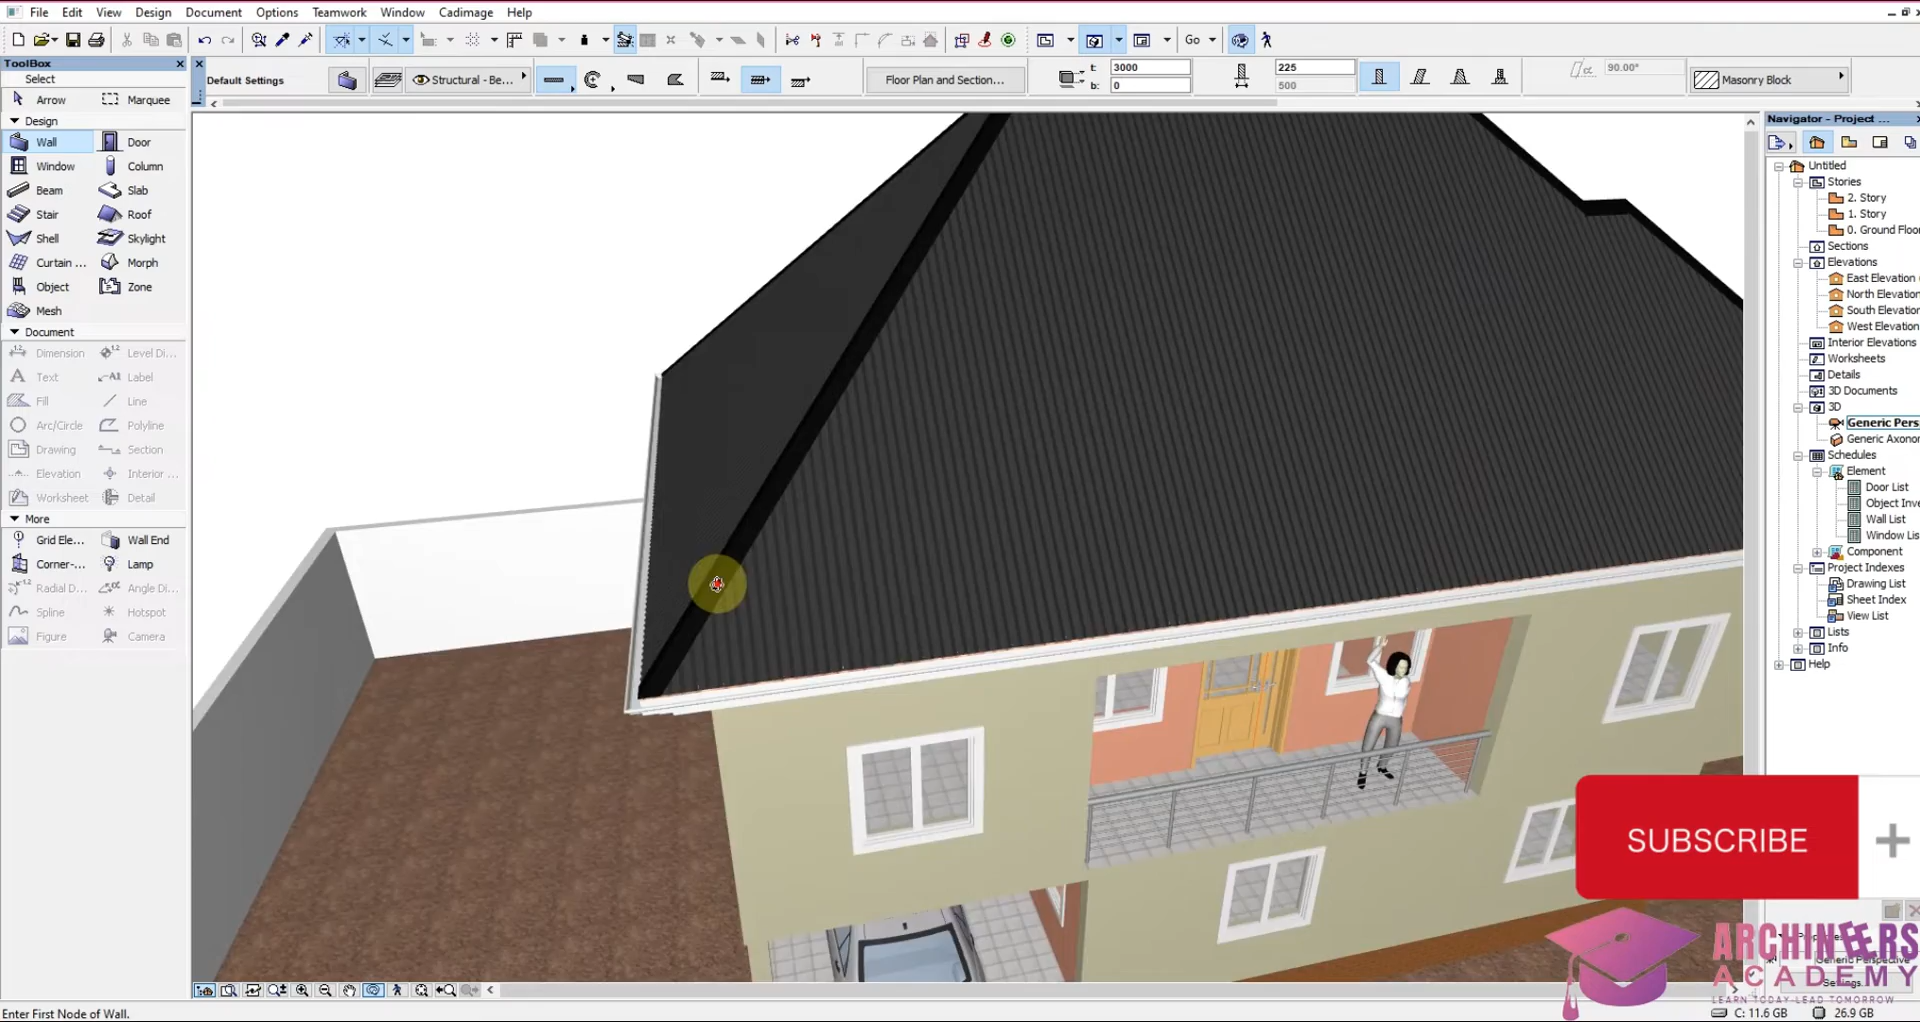 File Edit View Design Document Options Teamwork Window Cadimage Help
Go
ToolBox
Select
Arrow Marquee
Design
Wall Door
Window Column
Beam Slab
Stair Roof
Shell Skylight
Curtain ... Morph
Object Zone
Mesh
Document
Dimension Level Di...
Text Label
Fill Line
Arc/Circle Polyline
Drawing Section
Elevation Interior ...
Worksheet Detail
More
Grid Ele... Wall End
Corner-... Lamp
Radial D... Angle Di...
Spline Hotspot
Figure Camera
Default Settings
Structural - Be...
Floor Plan and Section...
t: 3000
b: 0
225
500
90.00°
Masonry Block
Navigator - Project ...
Untitled
Stories
2. Story
1. Story
0. Ground Floor
Sections
Elevations
East Elevation (
North Elevation
South Elevation
West Elevation
Interior Elevations
Worksheets
Details
3D Documents
3D
Generic Pers
Generic Axonor
Schedules
Element
Door List
Object Inve
Wall List
Window Lis
Component
Project Indexes
Drawing List
Sheet Index
View List
Lists
Info
Help
SUBSCRIBE
ARCHINEERS
ACADEMY
LEARN TODAY-LEAD TOMORROW
Generic Perspective
Settings...
Enter First Node of Wall.
C: 11.6 GB 26.9 GB